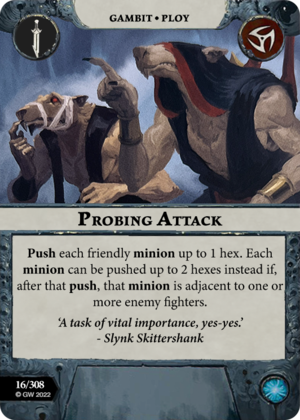 GAMBIT • PLOY
PROBING ATTACK
Push each friendly minion up to 1 hex. Each
minion can be pushed up to 2 hexes instead if,
after that push, that minion is adjacent to one or
more enemy fighters.
'A task of vital importance, yes-yes.'
- Slynk Skittershank
16/308
© GW 2022